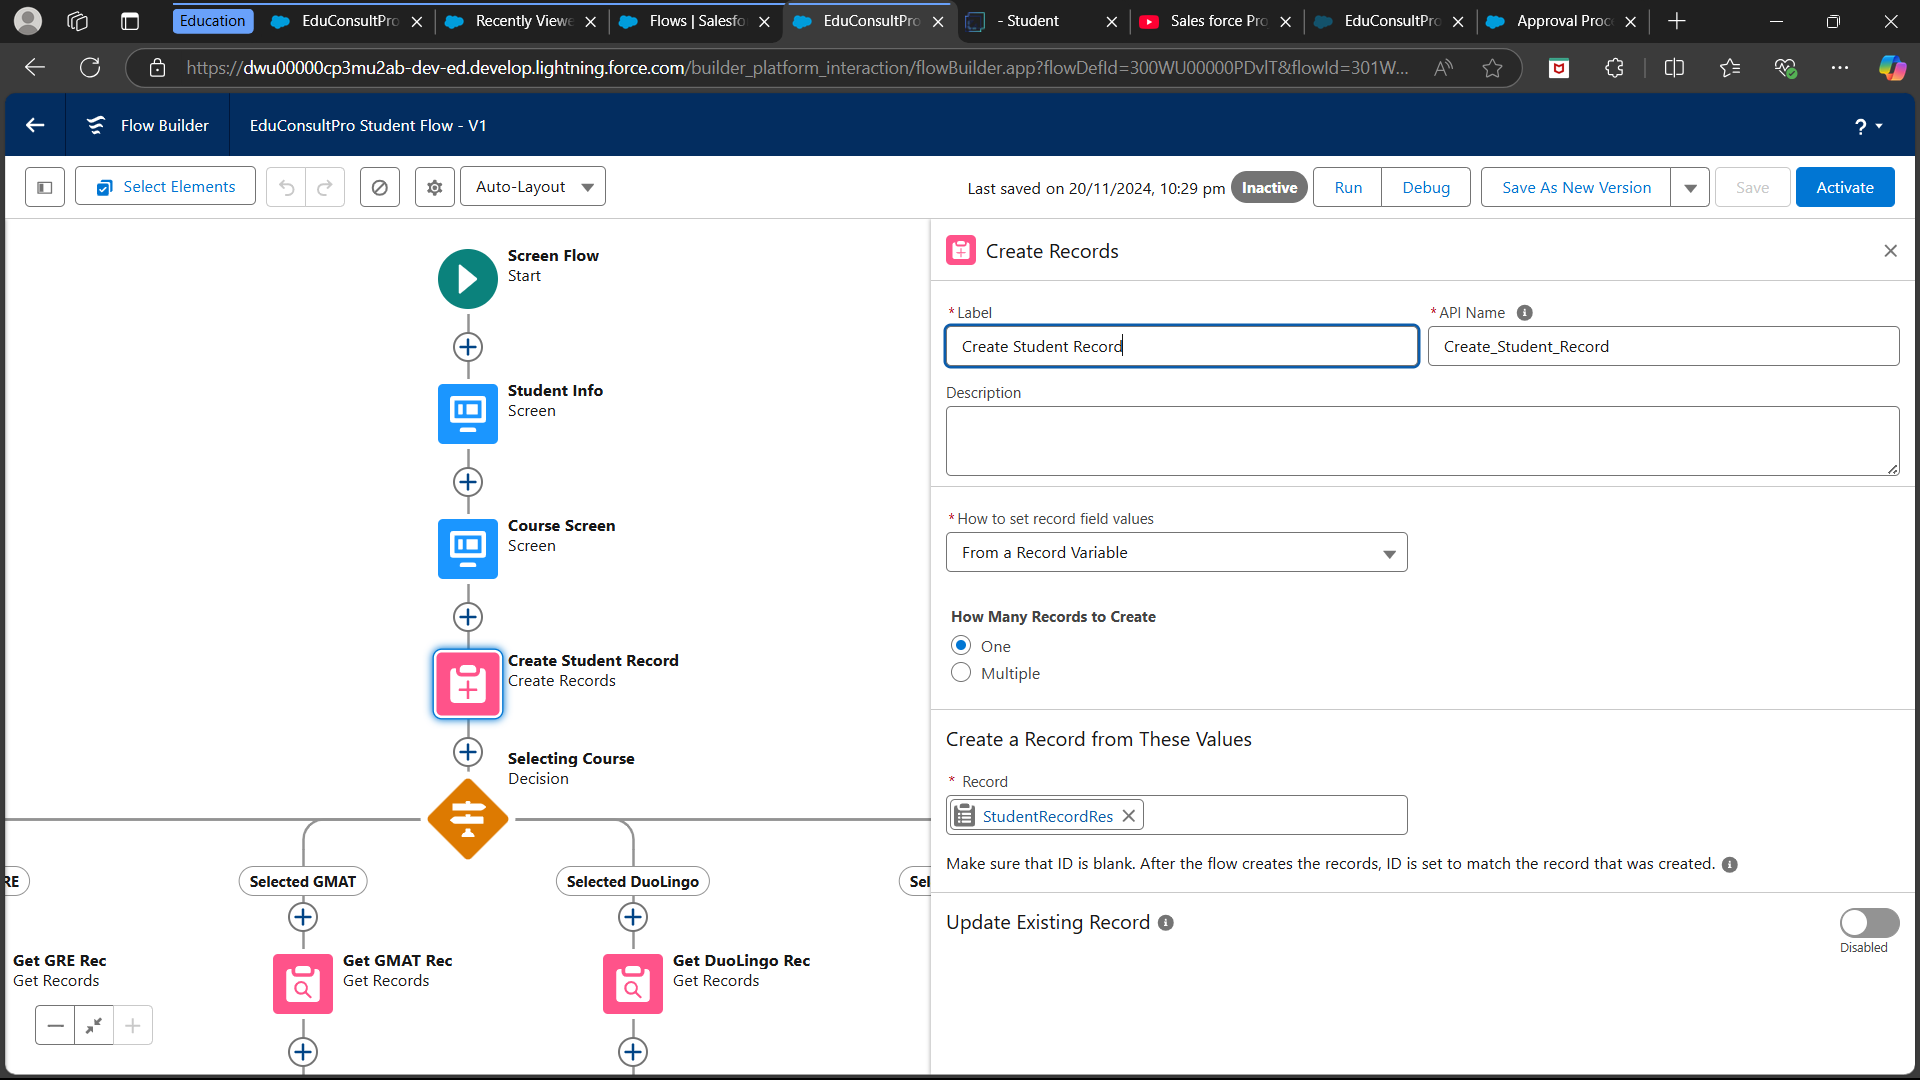 Education
EduConsultPro
Recently Viewe
Flows | Salesfo
EduConsultPro
- Student
Sales force Pro
EduConsultPro
Approval Proc
https://dwu00000cp3mu2ab-dev-ed.develop.lightning.force.com/builder_platform_interaction/flowBuilder.app?flowDefId=300WU00000PDvlT&flowId=301W...
Flow Builder
EduConsultPro Student Flow - V1
?
Select Elements
Auto-Layout
Last saved on 20/11/2024, 10:29 pm
Inactive
Run
Debug
Save As New Version
Save
Activate
Screen Flow
Start
Student Info
Screen
Course Screen
Screen
Create Student Record
Create Records
Selecting Course
Decision
RE
Selected GMAT
Selected DuoLingo
Sel
Get GRE Rec
Get Records
Get GMAT Rec
Get Records
Get DuoLingo Rec
Get Records
Create Records
* Label
Create Student Record
* API Name
Create_Student_Record
Description
* How to set record field values
From a Record Variable
How Many Records to Create
One
Multiple
Create a Record from These Values
* Record
StudentRecordRes
Make sure that ID is blank. After the flow creates the records, ID is set to match the record that was created.
Update Existing Record
Disabled